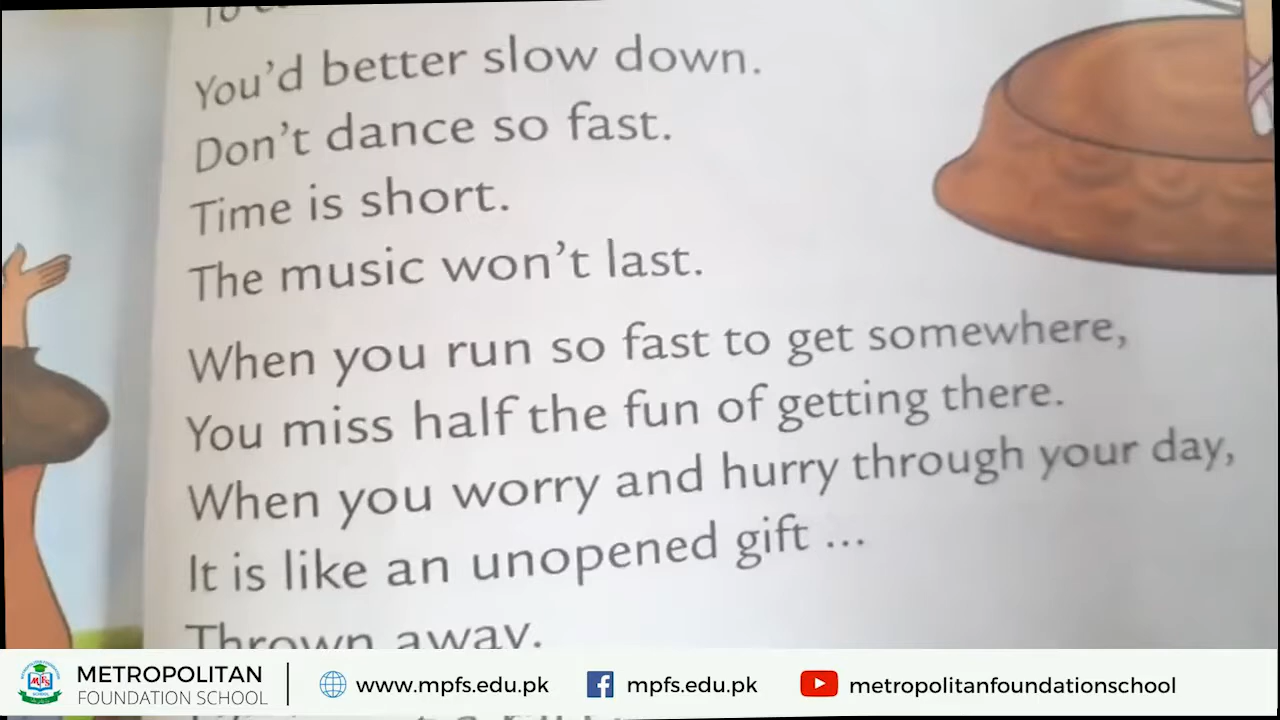 You'd better slow down.
Don't dance so fast.
Time is short.
The music won't last.
When you run so fast to get somewhere,
You miss half the fun of getting there.
When you worry and hurry through your day,
It is like an unopened gift ...
Thrown away.
METROPOLITAN
FOUNDATION SCHOOL
www.mpfs.edu.pk
mpfs.edu.pk
metropolitanfoundationschool